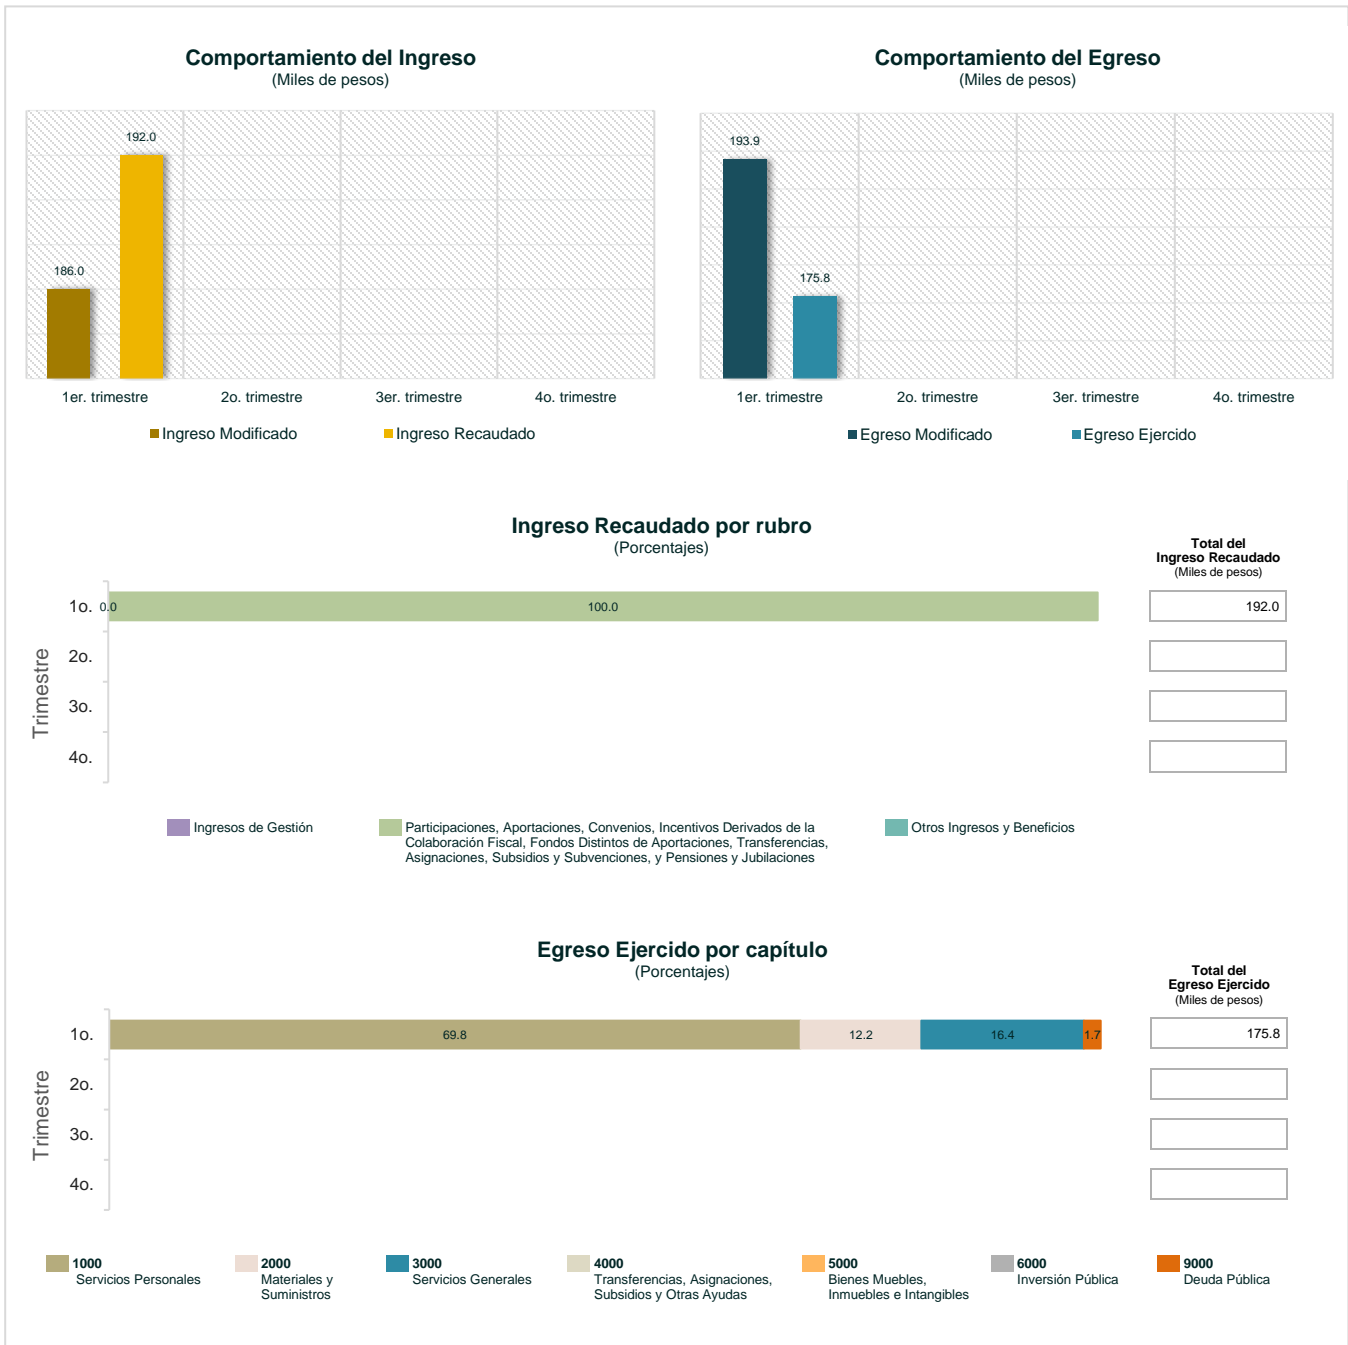 Comportamiento del Ingreso
(Miles de pesos)
192.0
186.0
1er. trimestre
2o. trimestre
3er. trimestre
4o. trimestre
Ingreso Modificado
Ingreso Recaudado
Comportamiento del Egreso
(Miles de pesos)
193.9
175.8
1er. trimestre
2o. trimestre
3er. trimestre
4o. trimestre
Egreso Modificado
Egreso Ejercido
Ingreso Recaudado por rubro
(Porcentajes)
Total del
Ingreso Recaudado
(Miles de pesos)
Trimestre
1o.
0.0
100.0
192.0
2o.
3o.
4o.
Ingresos de Gestión
Participaciones, Aportaciones, Convenios, Incentivos Derivados de la
Colaboración Fiscal, Fondos Distintos de Aportaciones, Transferencias,
Asignaciones, Subsidios y Subvenciones, y Pensiones y Jubilaciones
Otros Ingresos y Beneficios
Egreso Ejercido por capítulo
(Porcentajes)
Total del
Egreso Ejercido
(Miles de pesos)
Trimestre
1o.
69.8
12.2
16.4
1.7
175.8
2o.
3o.
4o.
1000
Servicios Personales
2000
Materiales y
Suministros
3000
Servicios Generales
4000
Transferencias, Asignaciones,
Subsidios y Otras Ayudas
5000
Bienes Muebles,
Inmuebles e Intangibles
6000
Inversión Pública
9000
Deuda Pública